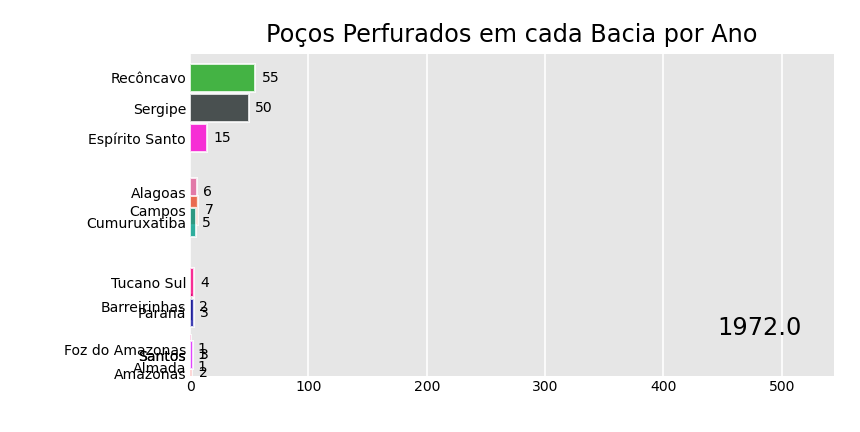 Poços Perfurados em cada Bacia por Ano
Recôncavo 55
Sergipe 50
Espírito Santo 15
Alagoas 6
Campos 7
Cumuruxatiba 5
Tucano Sul 4
Barreirinhas 2
Paraná 3
1972.0
Foz do Amazonas 1
Santos
Almada 1
Amazonas 2
0 100 200 300 400 500